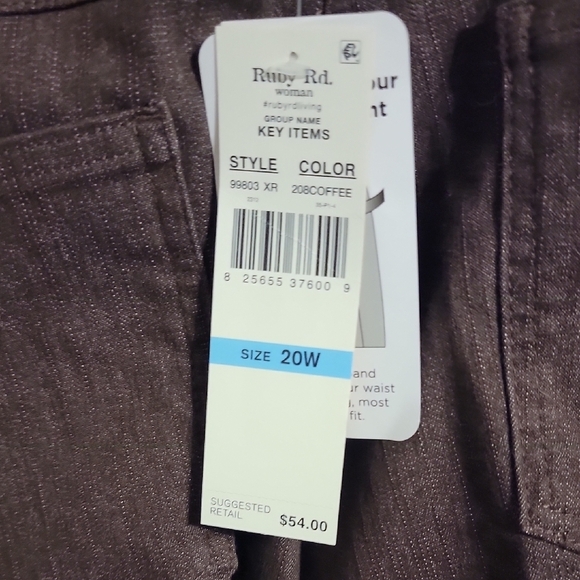 Ruby Rd.
woman
#rubyrdliving
GROUP NAME
KEY ITEMS
STYLE COLOR
99803 XR 208COFFEE
8 25655 37600 9
SIZE 20W
SUGGESTED
RETAIL $54.00
our
nt
and
ur waist
, most
fit.